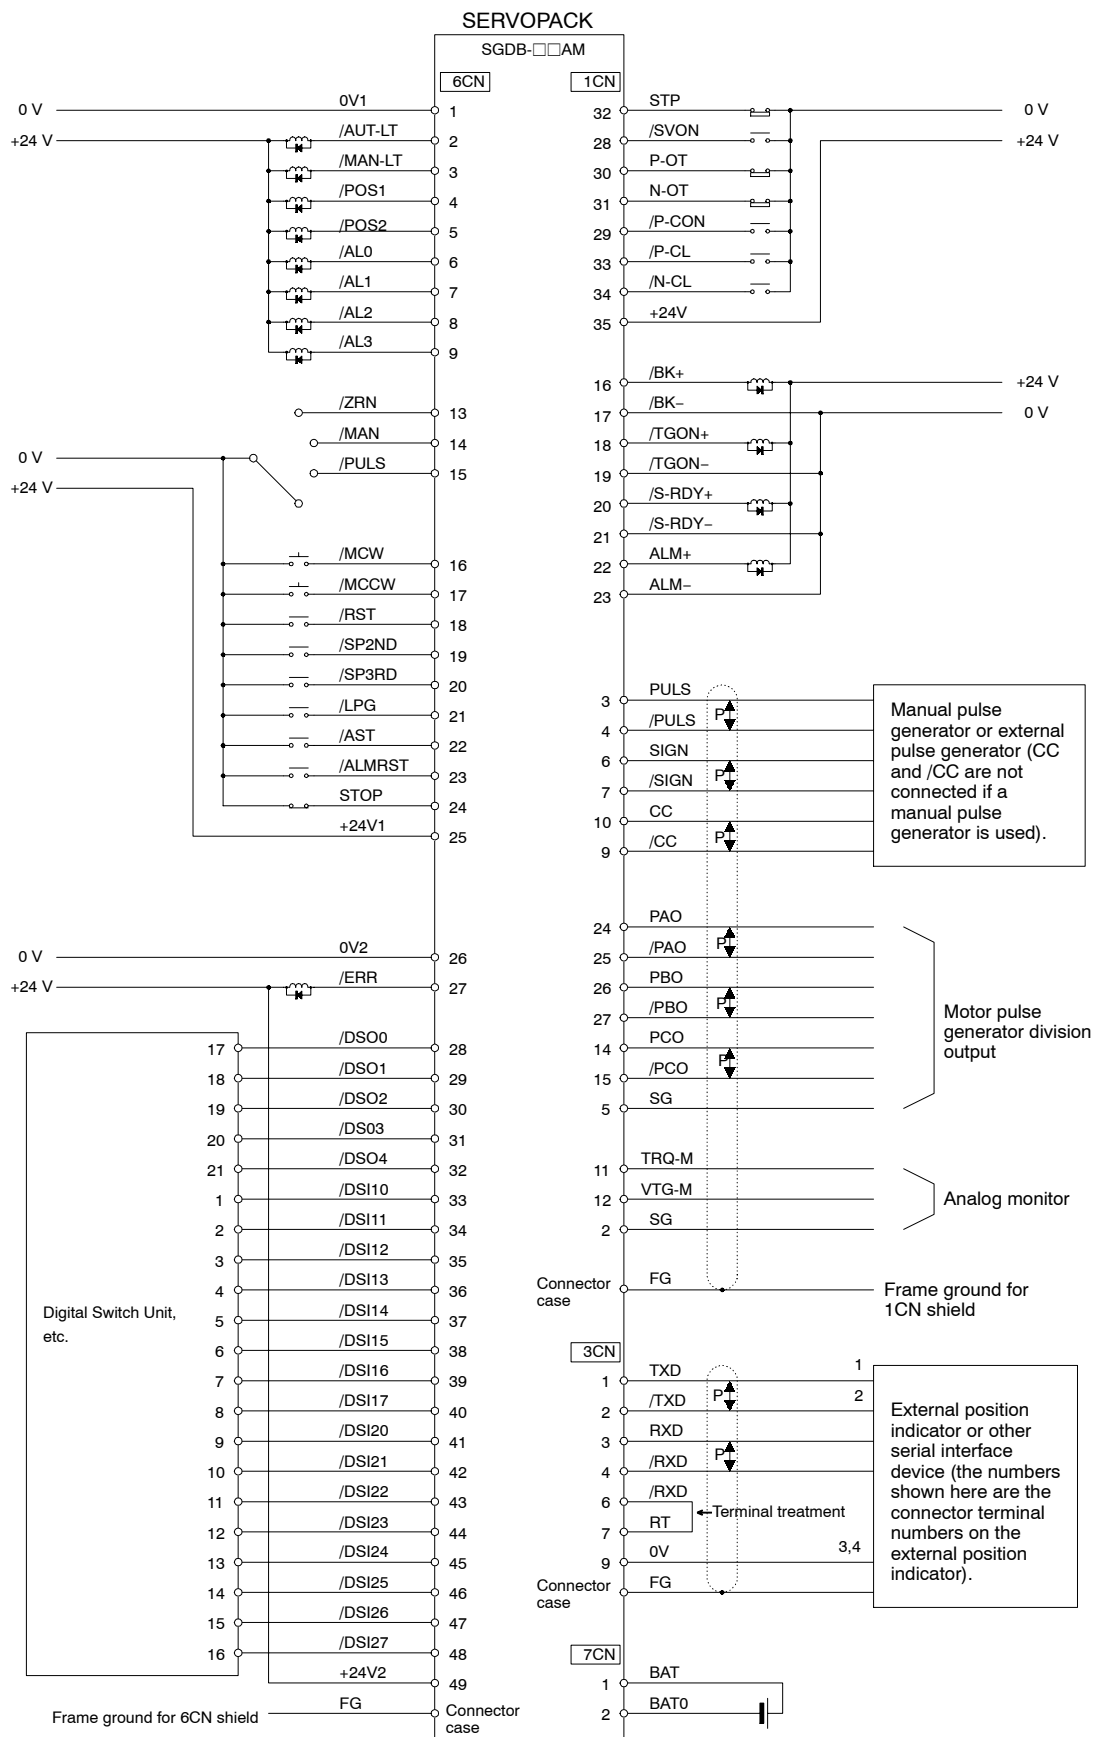 SERVOPACK
SGDB-□□AM
6CN
0 V
0V1
1
+24 V
/AUT-LT
2
/MAN-LT
3
/POS1
4
/POS2
5
/AL0
6
/AL1
7
/AL2
8
/AL3
9
/ZRN
13
/MAN
14
0 V
/PULS
15
+24 V
/MCW
16
/MCCW
17
/RST
18
/SP2ND
19
/SP3RD
20
/LPG
21
/AST
22
/ALMRST
23
STOP
24
+24V1
25
0 V
0V2
26
+24 V
/ERR
27
Digital Switch Unit,
etc.
17
/DSO0
28
18
/DSO1
29
19
/DSO2
30
20
/DS03
31
21
/DSO4
32
1
/DSI10
33
2
/DSI11
34
3
/DSI12
35
4
/DSI13
36
5
/DSI14
37
6
/DSI15
38
7
/DSI16
39
8
/DSI17
40
9
/DSI20
41
10
/DSI21
42
11
/DSI22
43
12
/DSI23
44
13
/DSI24
45
14
/DSI25
46
15
/DSI26
47
16
/DSI27
48
+24V2
49
Frame ground for 6CN shield
FG
Connector
case
1CN
32
STP
0 V
28
/SVON
+24 V
30
P-OT
31
N-OT
29
/P-CON
33
/P-CL
34
/N-CL
35
+24V
16
/BK+
+24 V
17
/BK−
0 V
18
/TGON+
19
/TGON−
20
/S-RDY+
21
/S-RDY−
22
ALM+
23
ALM−
3
PULS
P
4
/PULS
6
SIGN
P
7
/SIGN
10
CC
P
9
/CC
Manual pulse
generator or external
pulse generator (CC
and /CC are not
connected if a
manual pulse
generator is used).
24
PAO
P
25
/PAO
26
PBO
P
27
/PBO
14
PCO
P
15
/PCO
5
SG
Motor pulse
generator division
output
11
TRQ-M
12
VTG-M
2
SG
Analog monitor
Connector
case
FG
Frame ground for
1CN shield
3CN
1
TXD
1
P
2
/TXD
2
3
RXD
P
4
/RXD
6
/RXD
Terminal treatment
7
RT
9
0V
3,4
Connector
case
FG
External position
indicator or other
serial interface
device (the numbers
shown here are the
connector terminal
numbers on the
external position
indicator).
7CN
1
BAT
2
BAT0